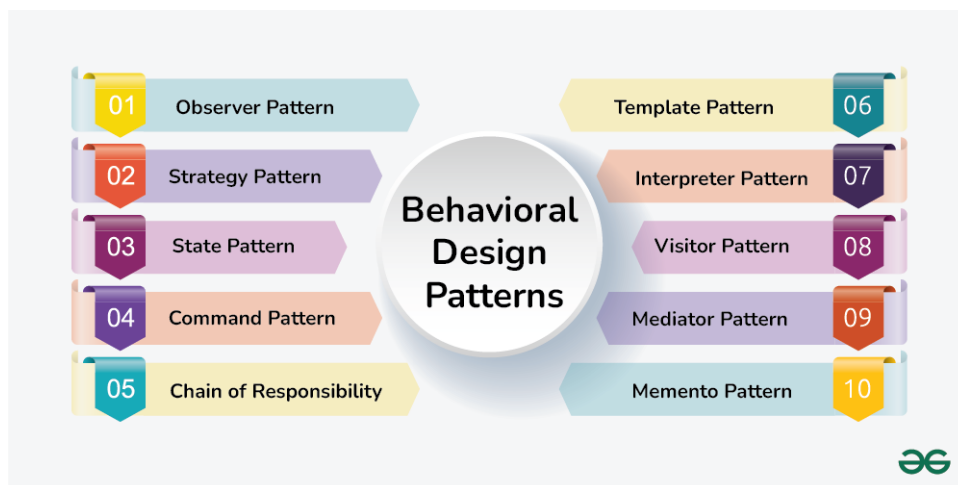 01 Observer Pattern
02 Strategy Pattern
03 State Pattern
04 Command Pattern
05 Chain of Responsibility
Behavioral
Design
Patterns
Template Pattern 06
Interpreter Pattern 07
Visitor Pattern 08
Mediator Pattern 09
Memento Pattern 10